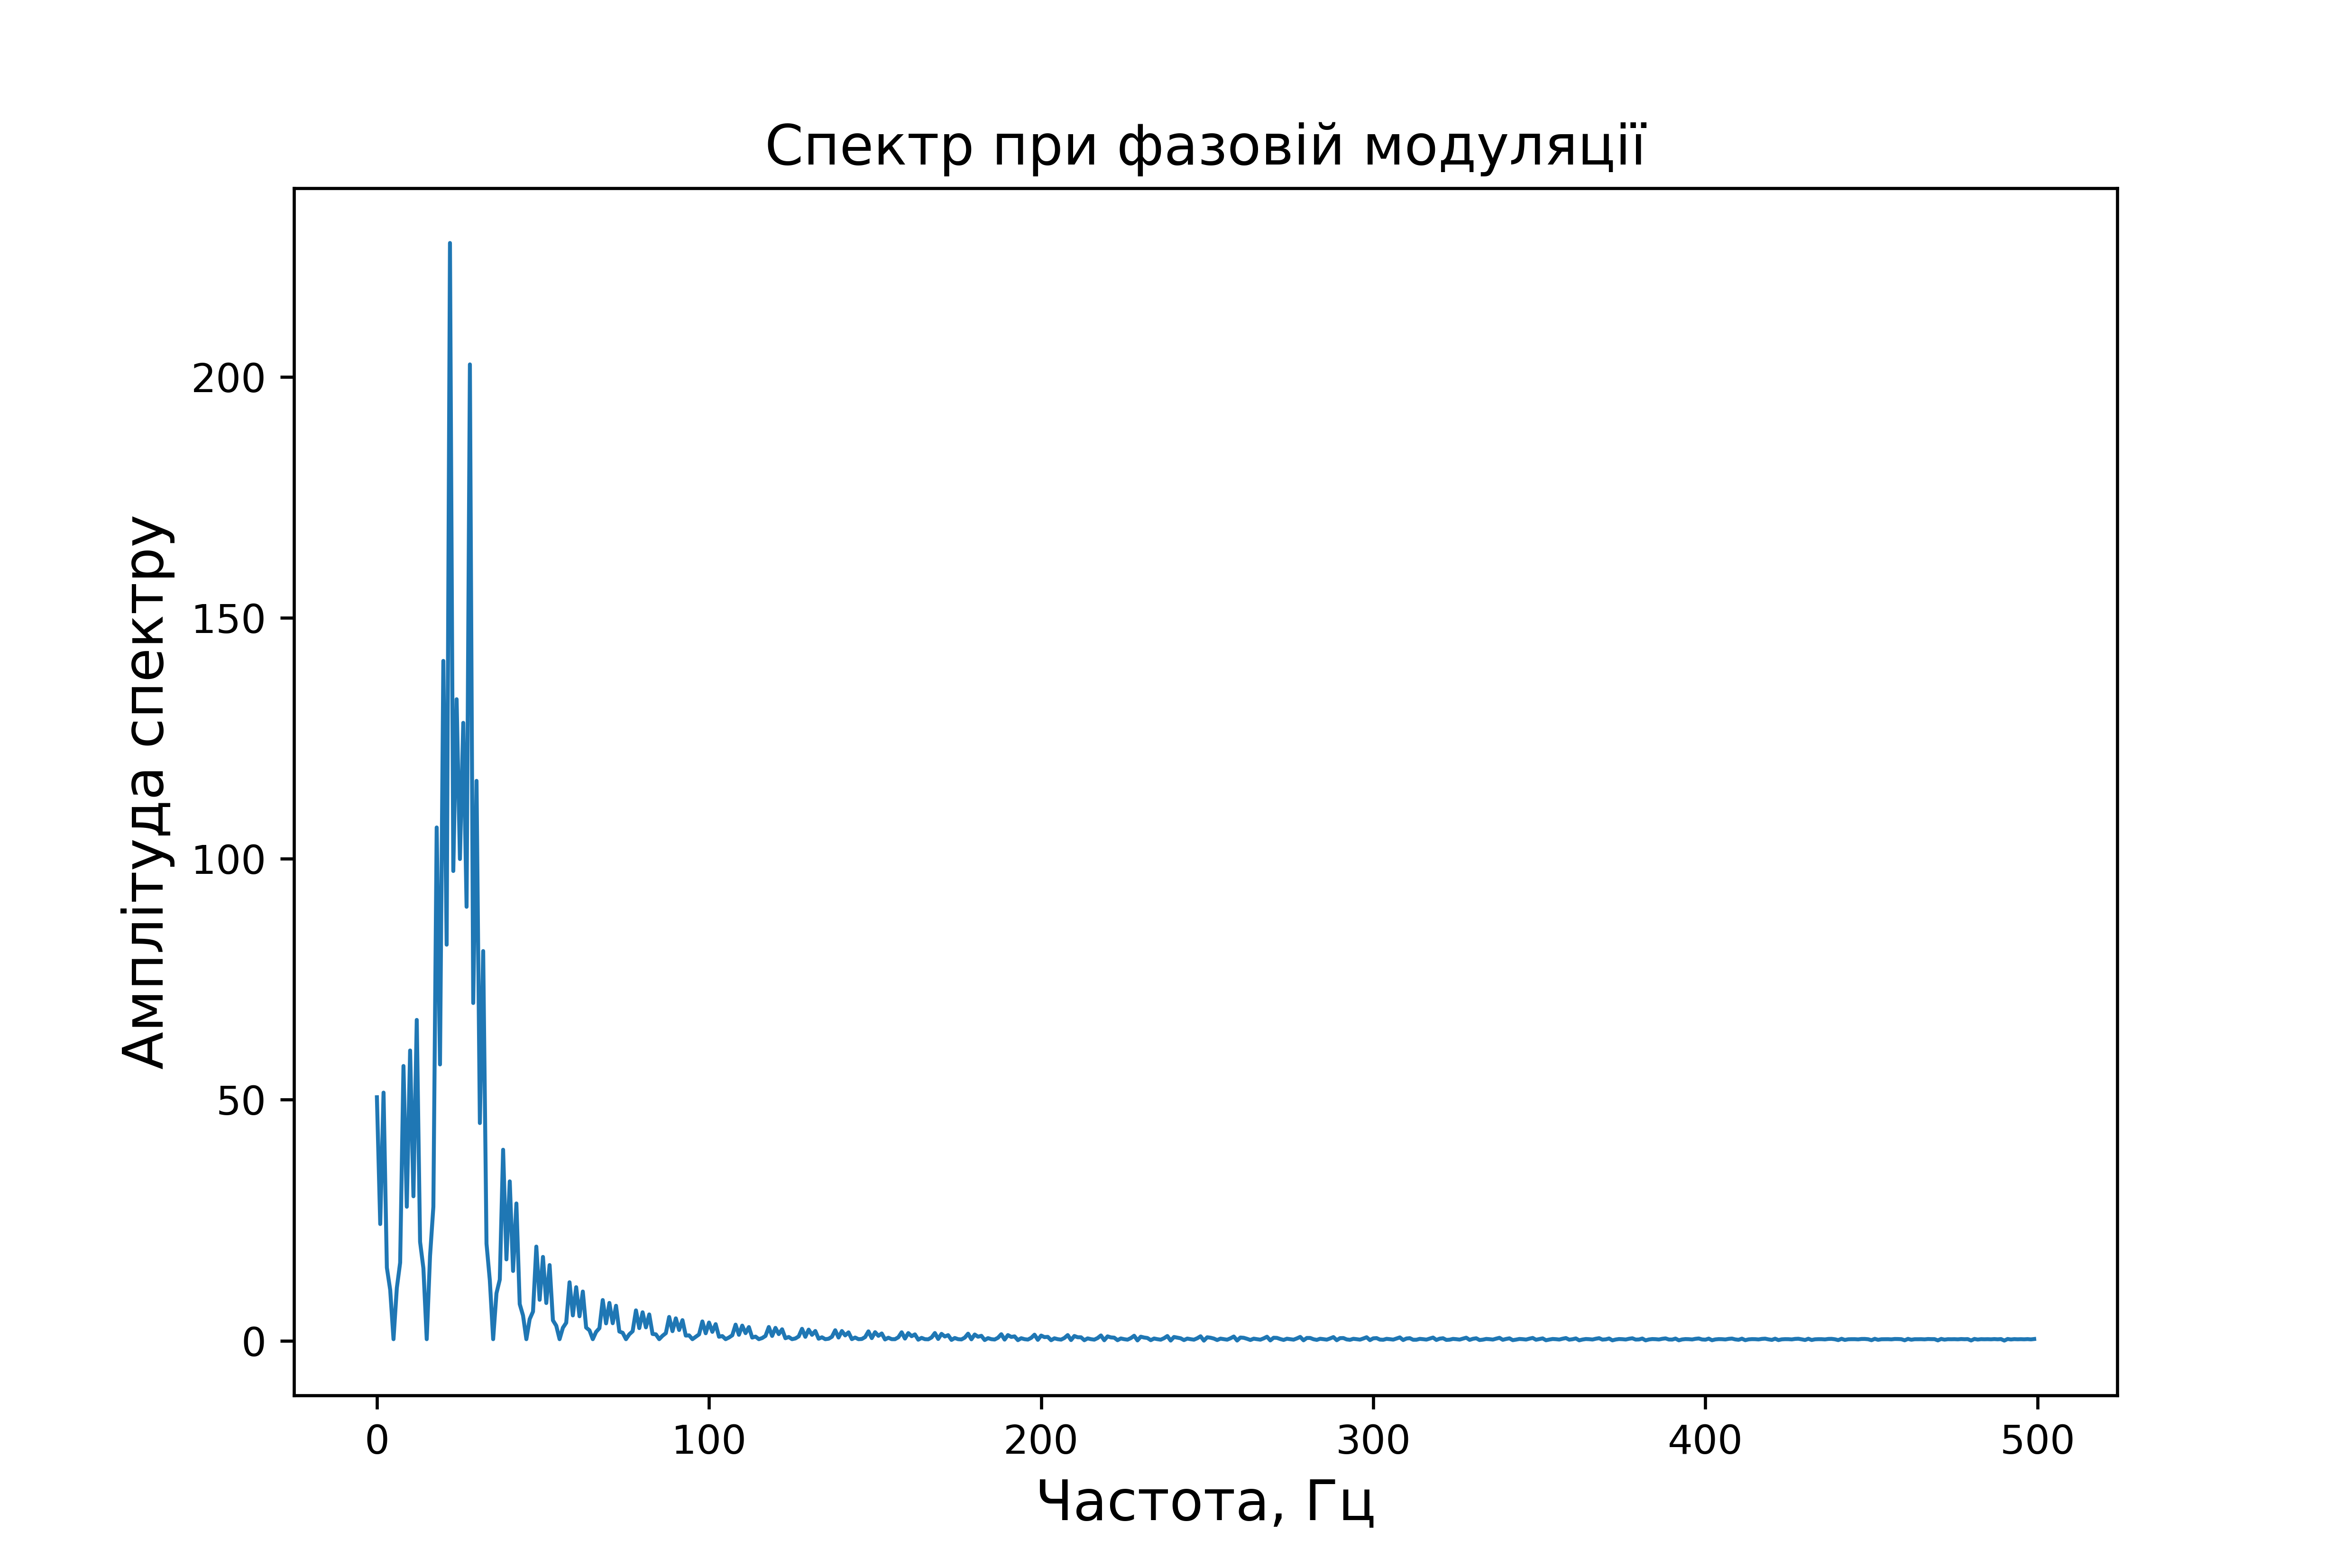 Спектр при фазовій модуляції
Амплітуда спектру
200
150
100
50
0
0 100 200 300 400 500
Частота, Гц